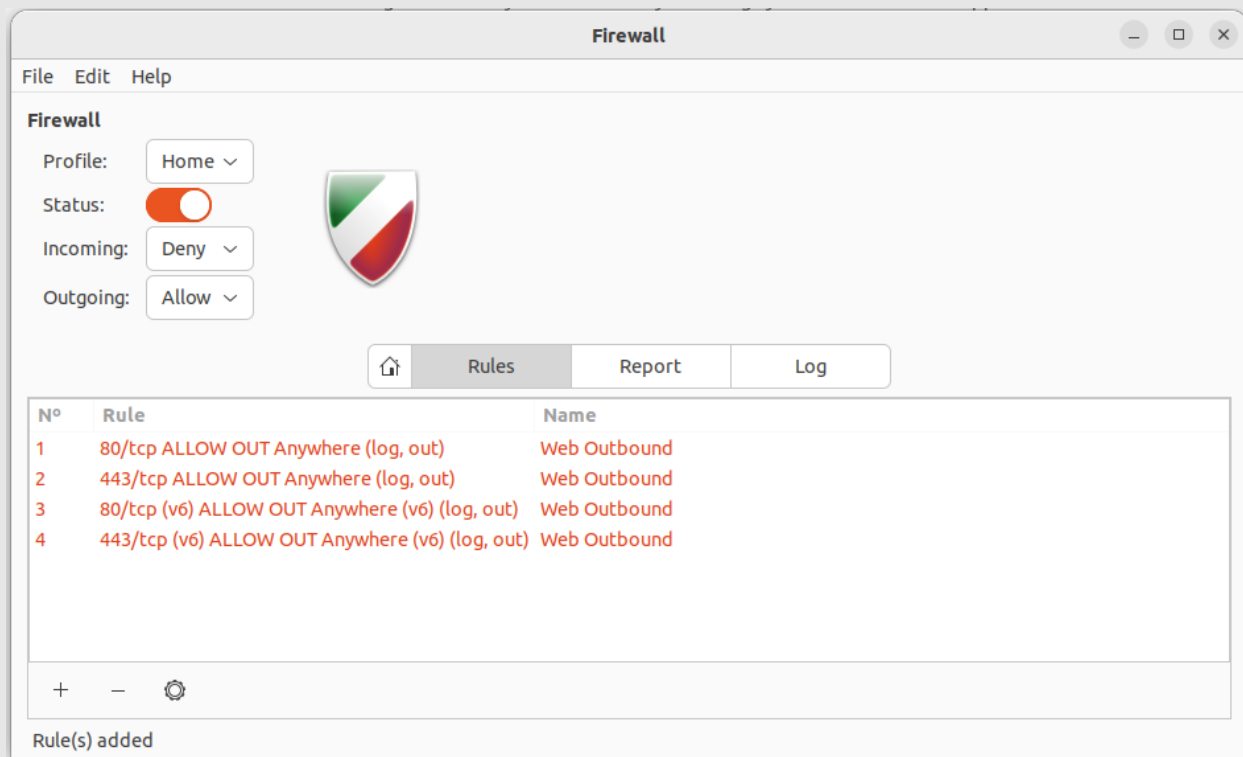 Firewall
File Edit Help
Firewall
Profile: Home
Status:
Incoming: Deny
Outgoing: Allow
Rules Report Log
Nº Rule Name
1 80/tcp ALLOW OUT Anywhere (log, out) Web Outbound
2 443/tcp ALLOW OUT Anywhere (log, out) Web Outbound
3 80/tcp (v6) ALLOW OUT Anywhere (v6) (log, out) Web Outbound
4 443/tcp (v6) ALLOW OUT Anywhere (v6) (log, out) Web Outbound
Rule(s) added